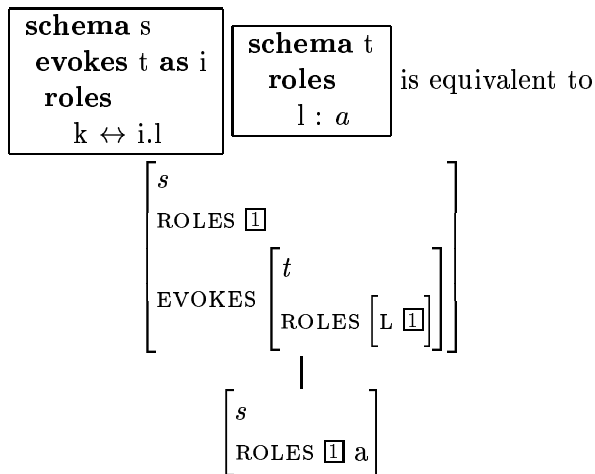 schema s
evokes t as i
roles
k ↔ i.l
schema t
roles
l : a
is equivalent to
s
ROLES 1
EVOKES
t
ROLES [L 1]
s
ROLES 1 a